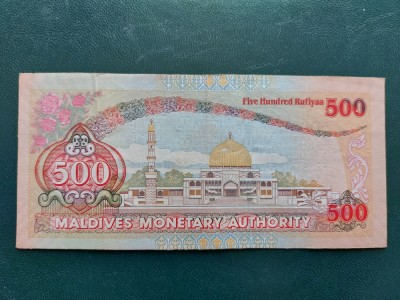 Five Hundred Rufiyaa 500
500
MALDIVES MONETARY AUTHORITY
500